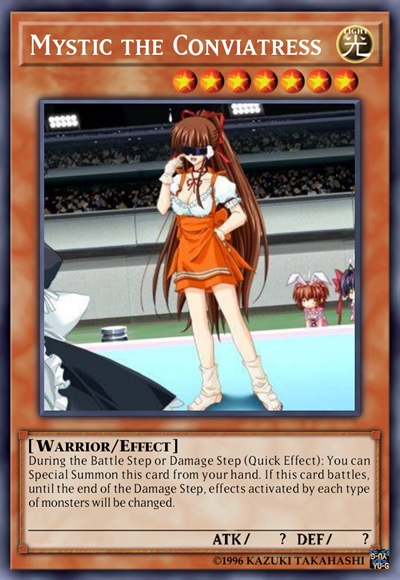 MYSTIC THE CONVIATRESS
LIGHT
光
[WARRIOR/EFFECT]
During the Battle Step or Damage Step (Quick Effect): You can
Special Summon this card from your hand. If this card battles,
until the end of the Damage Step, effects activated by each type
of monsters will be changed.
ATK/ ? DEF/ ?
©1996 KAZUKI TAKAHASHI